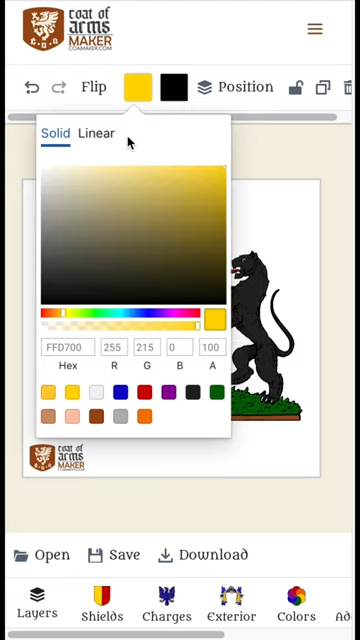 coat of
arms
MAKER
COAMAKER.COM
Flip
Position
Solid Linear
FFD700 255 215 0 100
Hex R G B A
coat of
arms
MAKER
Open Save Download
Layers Shields Charges Exterior Colors Ad